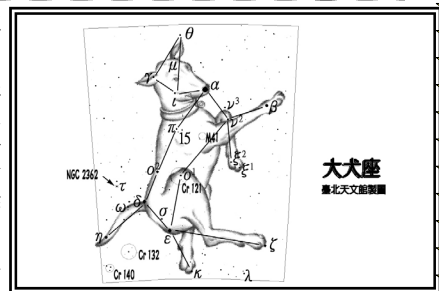 θ
μ
γ
ι
α
ν³
ν²
β
π
15
M41
ξ²
ξ¹
大犬座
臺北天文館製圖
NGC 2362
τ
ο²
ο¹
Cr 121
ω
δ
σ
η
ε
ζ
Cr 132
Cr 140
κ
λ